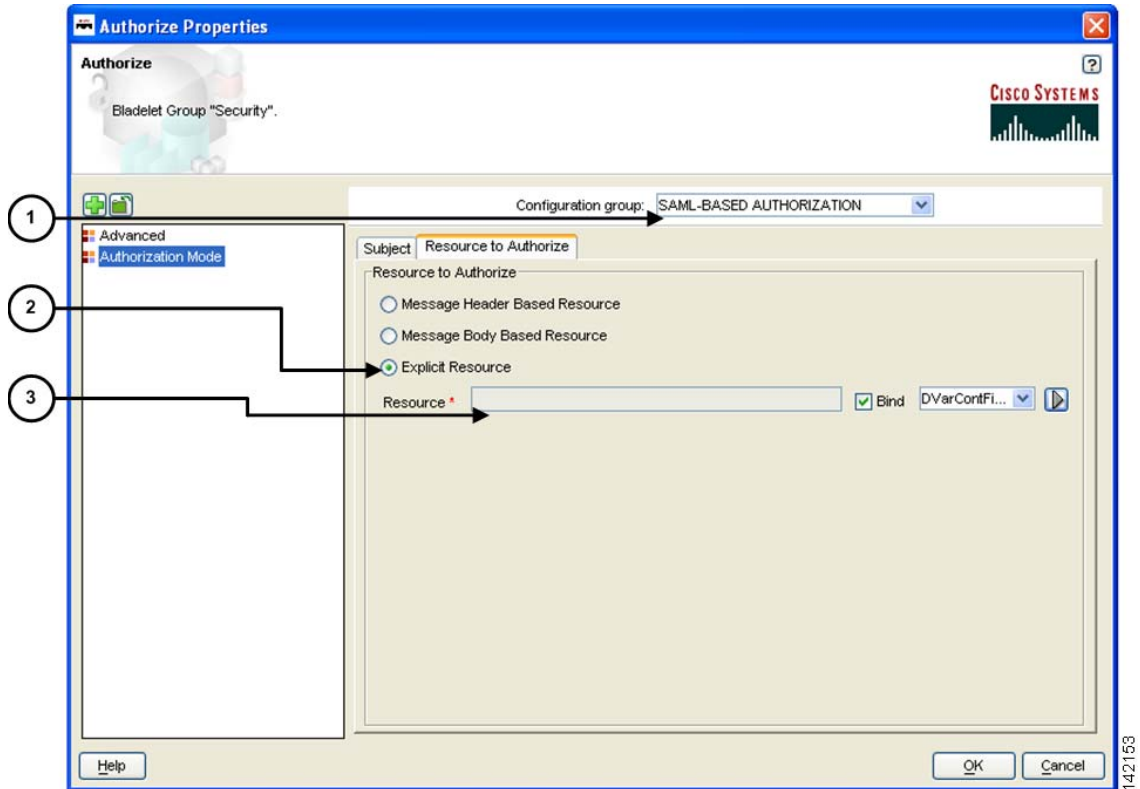 Authorize Properties
Authorize
?
Bladelet Group "Security".
CISCO SYSTEMS
1
Configuration group: SAML-BASED AUTHORIZATION
Advanced
Authorization Mode
Subject
Resource to Authorize
Resource to Authorize
2
Message Header Based Resource
Message Body Based Resource
Explicit Resource
3
Resource *
Bind
DVarContFi...
Help
OK
Cancel
142153